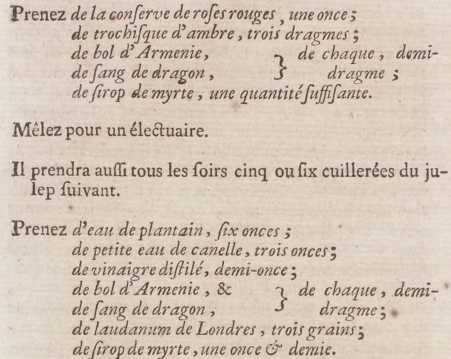 Prenez de la conſerve de roſes rouges, une once;
de trochiſque d'ambre, trois dragmes;
de bol d'Armenie, } de chaque, demi-
de ſang de dragon, } dragme;
de ſirop de myrte, une quantité ſuffiſante.
Mêlez pour un électuaire.
Il prendra auſſi tous les ſoirs cinq ou ſix cuillerées du ju-
lep ſuivant.
Prenez d'eau de plantain, ſix onces;
de petite eau de canelle, trois onces;
de vinaigre diſtilé, demi-once;
de bol d'Armenie, & } de chaque, demi-
de ſang de dragon, } dragme;
de laudanum de Londres, trois grains;
de ſirop de myrte, une once & demie.